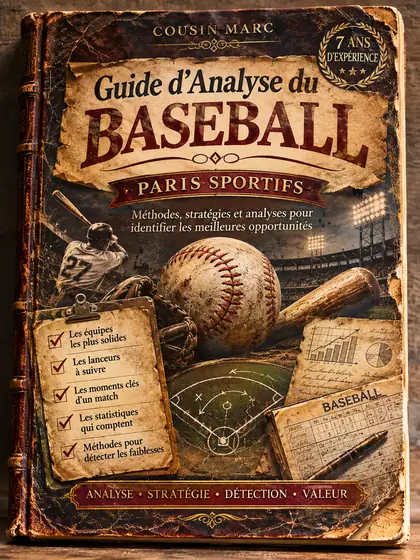 COUSIN MARC
7 ANS
D'EXPÉRIENCE
Guide d'Analyse du
BASEBALL
PARIS SPORTIFS
Méthodes, stratégies et analyses pour
identifier les meilleures opportunités
27
Les équipes
les plus solides
Les lanceurs
à suivre
Les moments clés
d'un match
Les statistiques
qui comptent
Méthodes pour
détecter les faiblesses
BASEBALL
ANALYSE • STRATÉGIE • DÉTECTION • VALEUR